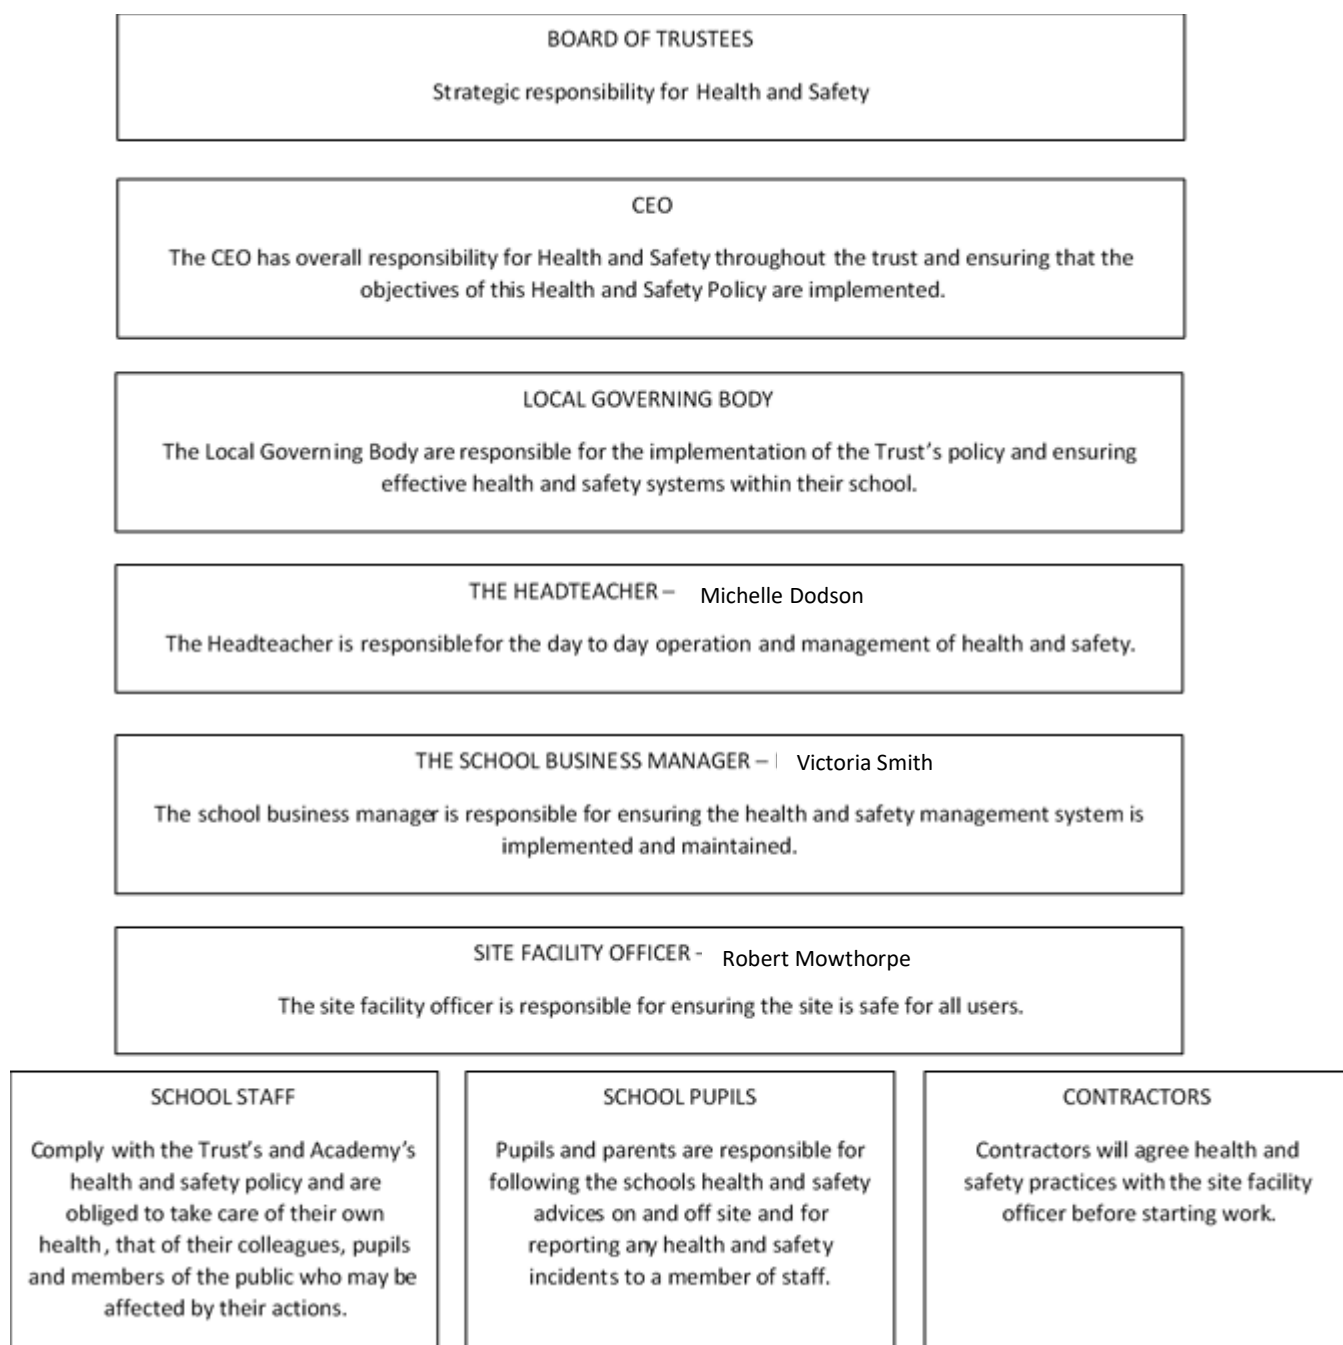 BOARD OF TRUSTEES
Strategic responsibility for Health and Safety
CEO
The CEO has overall responsibility for Health and Safety throughout the trust and ensuring that the
objectives of this Health and Safety Policy are implemented.
LOCAL GOVERNING BODY
The Local Governing Body are responsible for the implementation of the Trust's policy and ensuring
effective health and safety systems within their school.
THE HEADTEACHER – Michelle Dodson
The Headteacher is responsiblefor the day to day operation and management of health and safety.
THE SCHOOL BUSINESS MANAGER – Victoria Smith
The school business manager is responsible for ensuring the health and safety management system is
implemented and maintained.
SITE FACILITY OFFICER - Robert Mowthorpe
The site facility officer is responsible for ensuring the site is safe for all users.
SCHOOL STAFF
Comply with the Trust's and Academy's
health and safety policy and are
obliged to take care of their own
health, that of their colleagues, pupils
and members of the public who may be
affected by their actions.
SCHOOL PUPILS
Pupils and parents are responsible for
following the schools health and safety
advices on and off site and for
reporting any health and safety
incidents to a member of staff.
CONTRACTORS
Contractors will agree health and
safety practices with the site facility
officer before starting work.